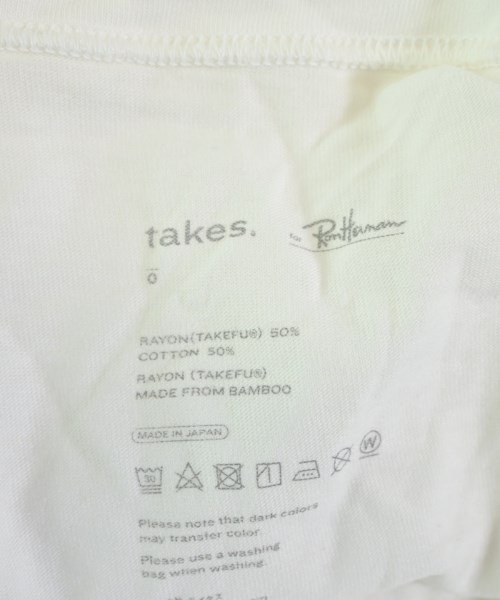 takes. for Ron Herman
0
RAYON(TAKEFU®) 50%
COTTON 50%
RAYON (TAKEFU®)
MADE FROM BAMBOO
MADE IN JAPAN
30 W
Please note that dark colors
may transfer color.
Please use a washing
bag when washing.